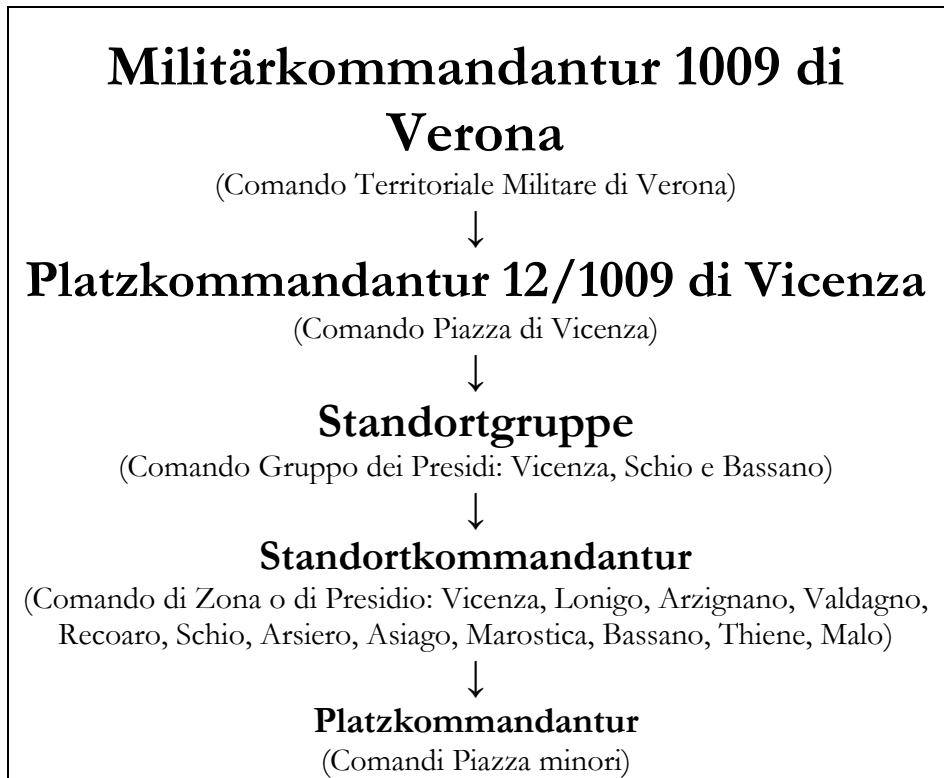 Militärkommandantur 1009 di
Verona
(Comando Territoriale Militare di Verona)
↓
Platzkommandantur 12/1009 di Vicenza
(Comando Piazza di Vicenza)
↓
Standortgruppe
(Comando Gruppo dei Presidi: Vicenza, Schio e Bassano)
↓
Standortkommandantur
(Comando di Zona o di Presidio: Vicenza, Lonigo, Arzignano, Valdagno,
Recoaro, Schio, Arsiero, Asiago, Marostica, Bassano, Thiene, Malo)
↓
Platzkommandantur
(Comandi Piazza minori)